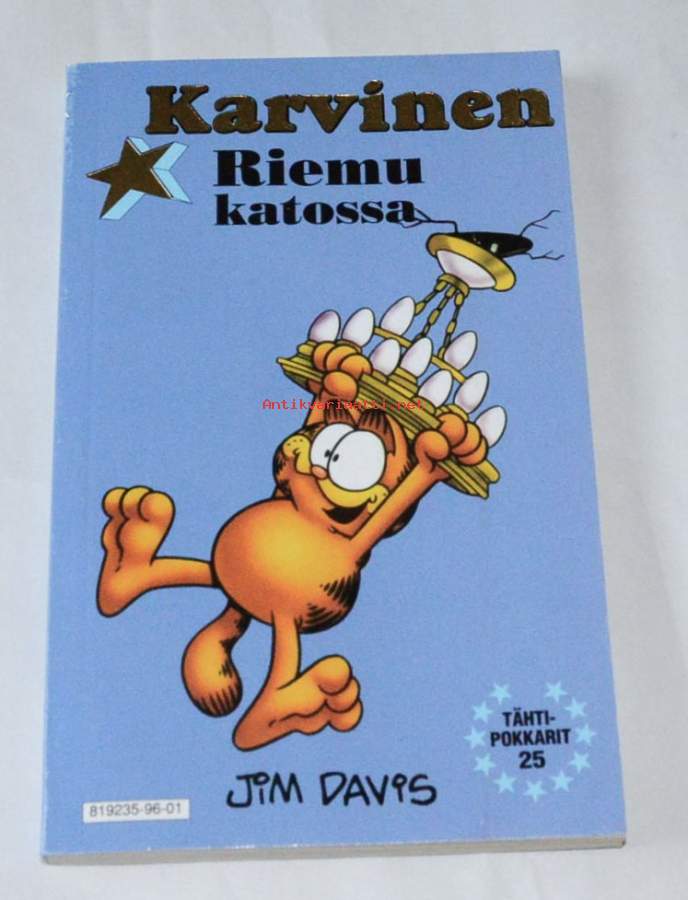 Karvinen
Riemu
katossa
Antikvariaatti.net
TÄHTI-
POKKARIT
25
JIM DAVIS
819235-96-01